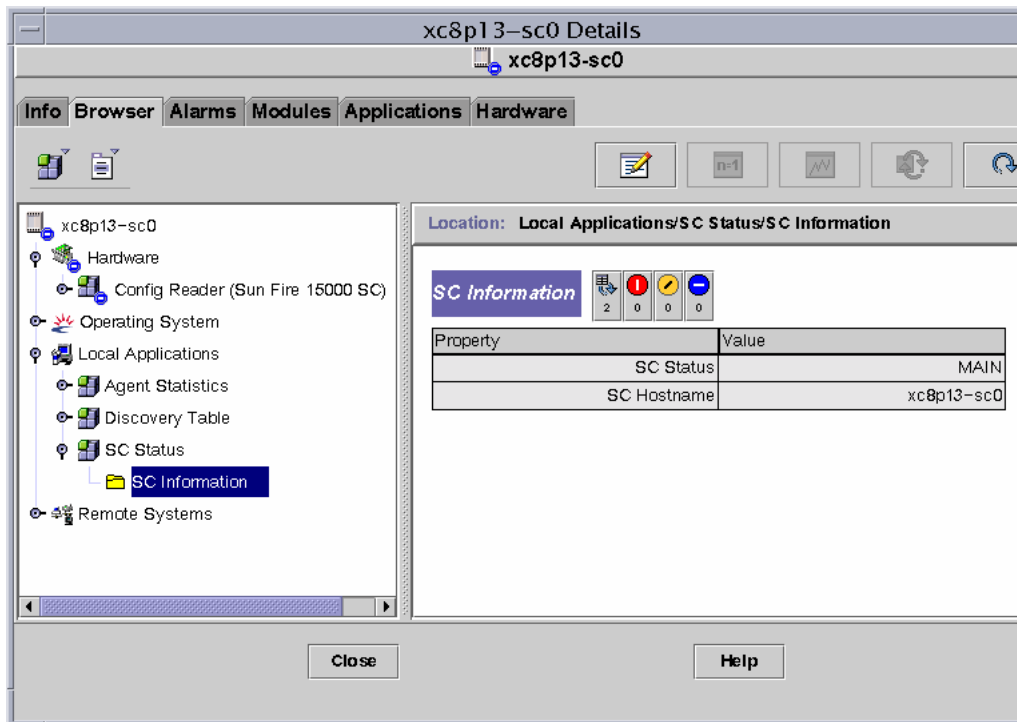 xc8p13-sc0 Details
xc8p13-sc0
Info Browser Alarms Modules Applications Hardware
n=1
xc8p13-sc0
Hardware
Config Reader (Sun Fire 15000 SC)
Operating System
Local Applications
Agent Statistics
Discovery Table
SC Status
SC Information
Remote Systems
Location: Local Applications/SC Status/SC Information
SC Information
2 0 0 0
Property Value
SC Status MAIN
SC Hostname xc8p13-sc0
Close Help